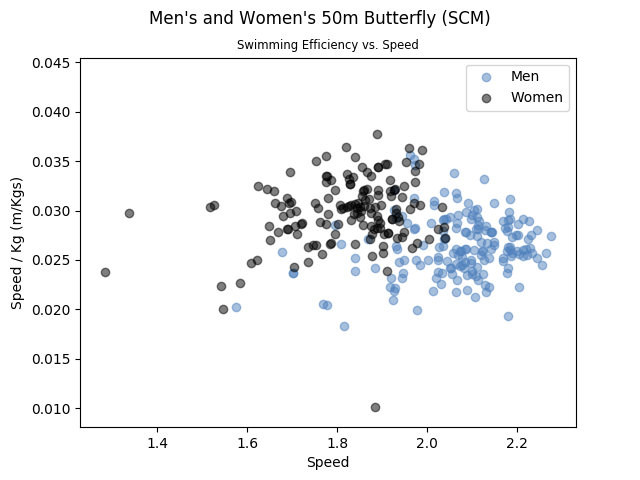 Men's and Women's 50m Butterfly (SCM)
Swimming Efficiency vs. Speed
Men
Women
0.045
0.040
0.035
0.030
0.025
0.020
0.015
0.010
Speed / Kg (m/Kgs)
1.4 1.6 1.8 2.0 2.2
Speed